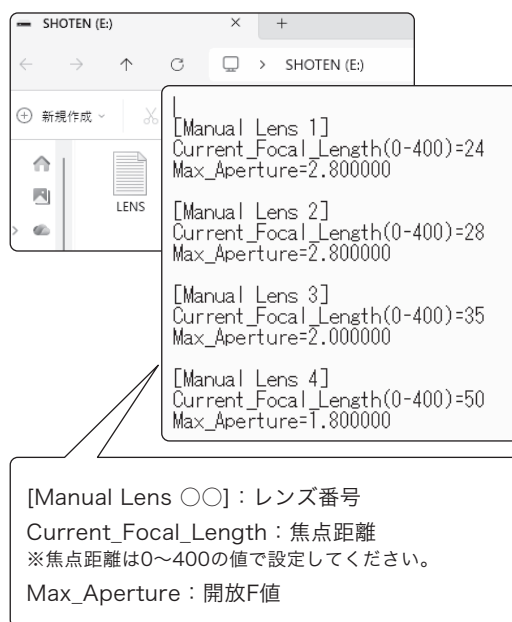 SHOTEN (E:)
SHOTEN (E:)
新規作成
LENS
[Manual Lens 1]
Current_Focal_Length(0-400)=24
Max_Aperture=2.800000
[Manual Lens 2]
Current_Focal_Length(0-400)=28
Max_Aperture=2.800000
[Manual Lens 3]
Current_Focal_Length(0-400)=35
Max_Aperture=2.000000
[Manual Lens 4]
Current_Focal_Length(0-400)=50
Max_Aperture=1.800000
[Manual Lens 〇〇]：レンズ番号
Current_Focal_Length：焦点距離
※焦点距離は0～400の値で設定してください。
Max_Aperture：開放F値